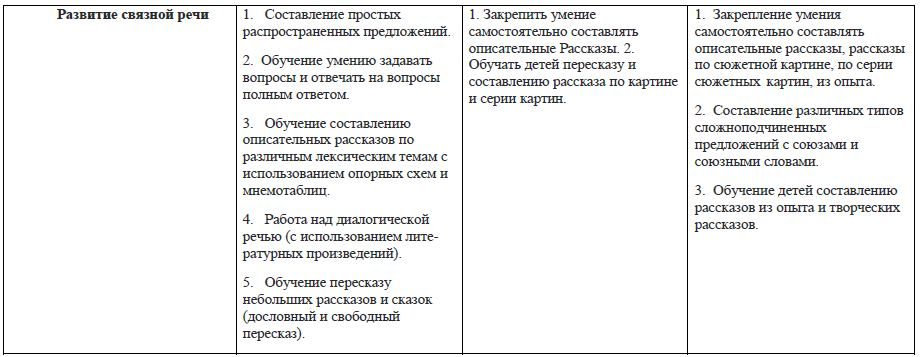 Развитие связной речи
1. Составление простых
распространенных предложений.
2. Обучение умению задавать
вопросы и отвечать на вопросы
полным ответом.
3. Обучение составлению
описательных рассказов по
различным лексическим темам с
использованием опорных схем и
мнемотаблиц.
4. Работа над диалогической
речью (с использованием лите-
ратурных произведений).
5. Обучение пересказу
небольших рассказов и сказок
(дословный и свободный
пересказ).
1. Закрепить умение
самостоятельно составлять
описательные Рассказы. 2.
Обучать детей пересказу и
составлению рассказа по картине
и серии картин.
1. Закрепление умения
самостоятельно составлять
описательные рассказы, рассказы
по сюжетной картине, по серии
сюжетных картин, из опыта.
2. Составление различных типов
сложноподчиненных
предложений с союзами и
союзными словами.
3. Обучение детей составлению
рассказов из опыта и творческих
рассказов.